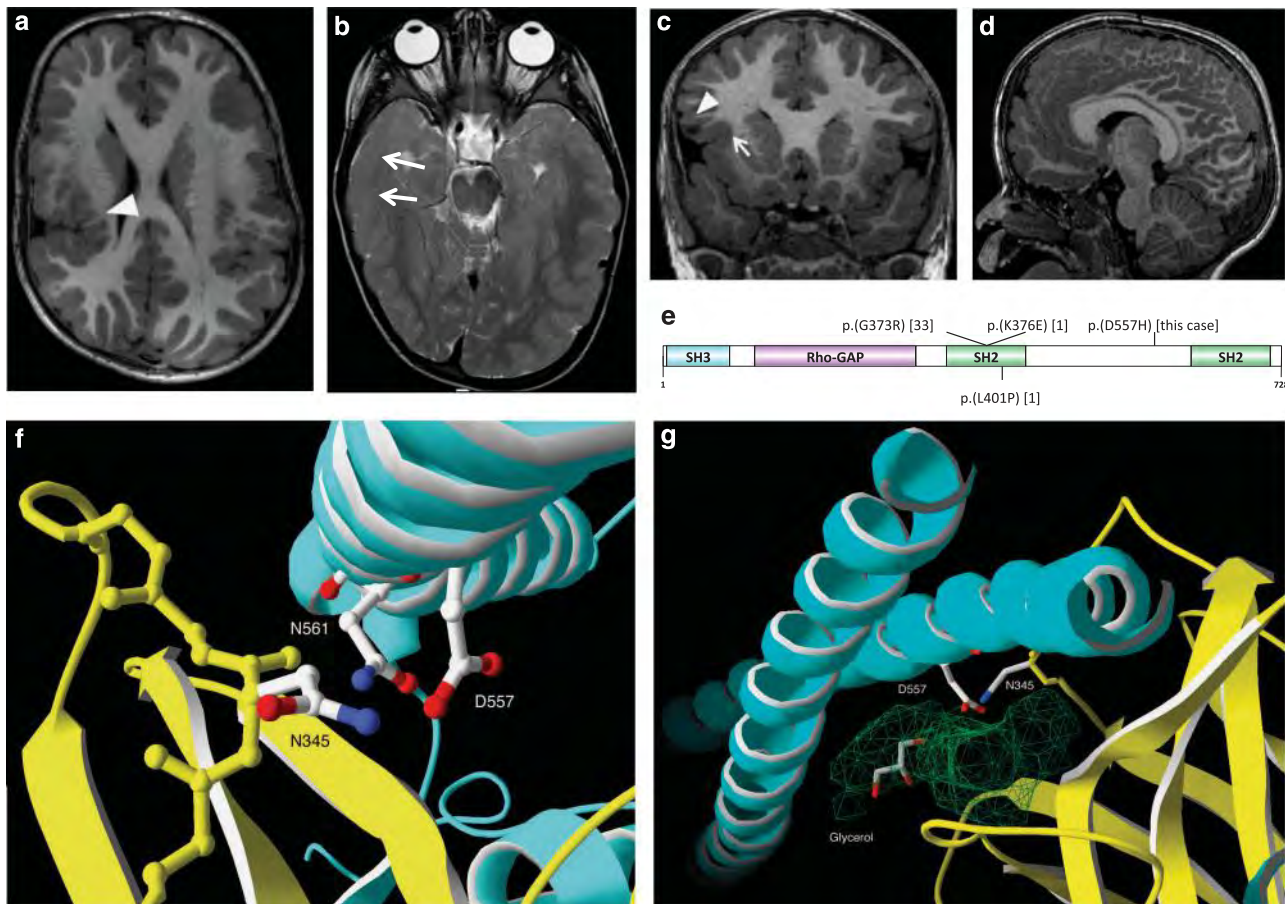 a
b
c
d
e
p.(G373R) [33]
p.(K376E) [1]
p.(D557H) [this case]
SH3
Rho-GAP
SH2
SH2
1
728
p.(L401P) [1]
f
N561
D557
N345
g
D557
N345
Glycerol